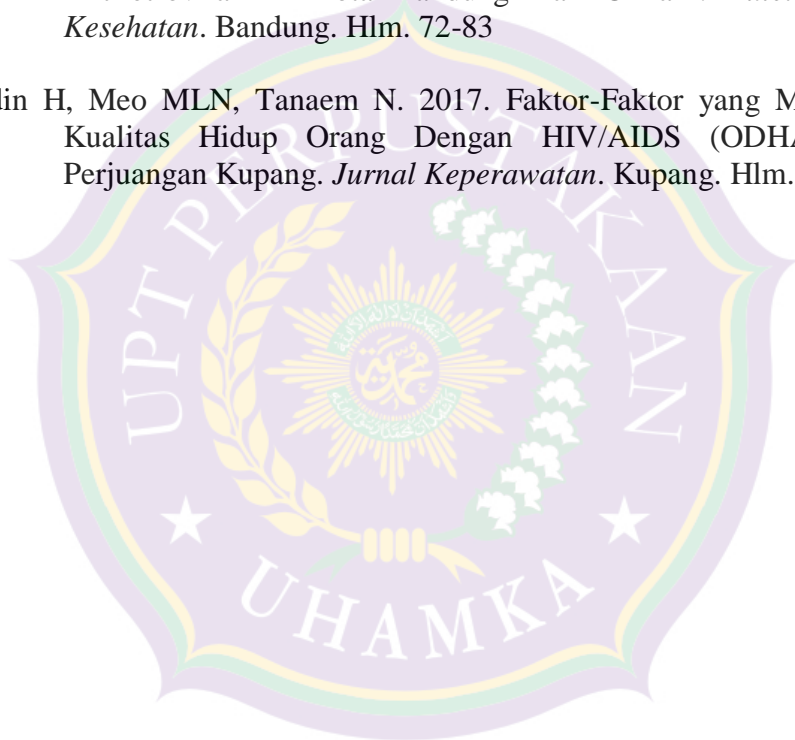 Kesehatan. Bandung. Hlm. 72-83
din H, Meo MLN, Tanaem N. 2017. Faktor-Faktor yang M
Kualitas Hidup Orang Dengan HIV/AIDS (ODHA
Perjuangan Kupang. Jurnal Keperawatan. Kupang. Hlm.
UPT PERPUSTAKAAN
UHAMKA